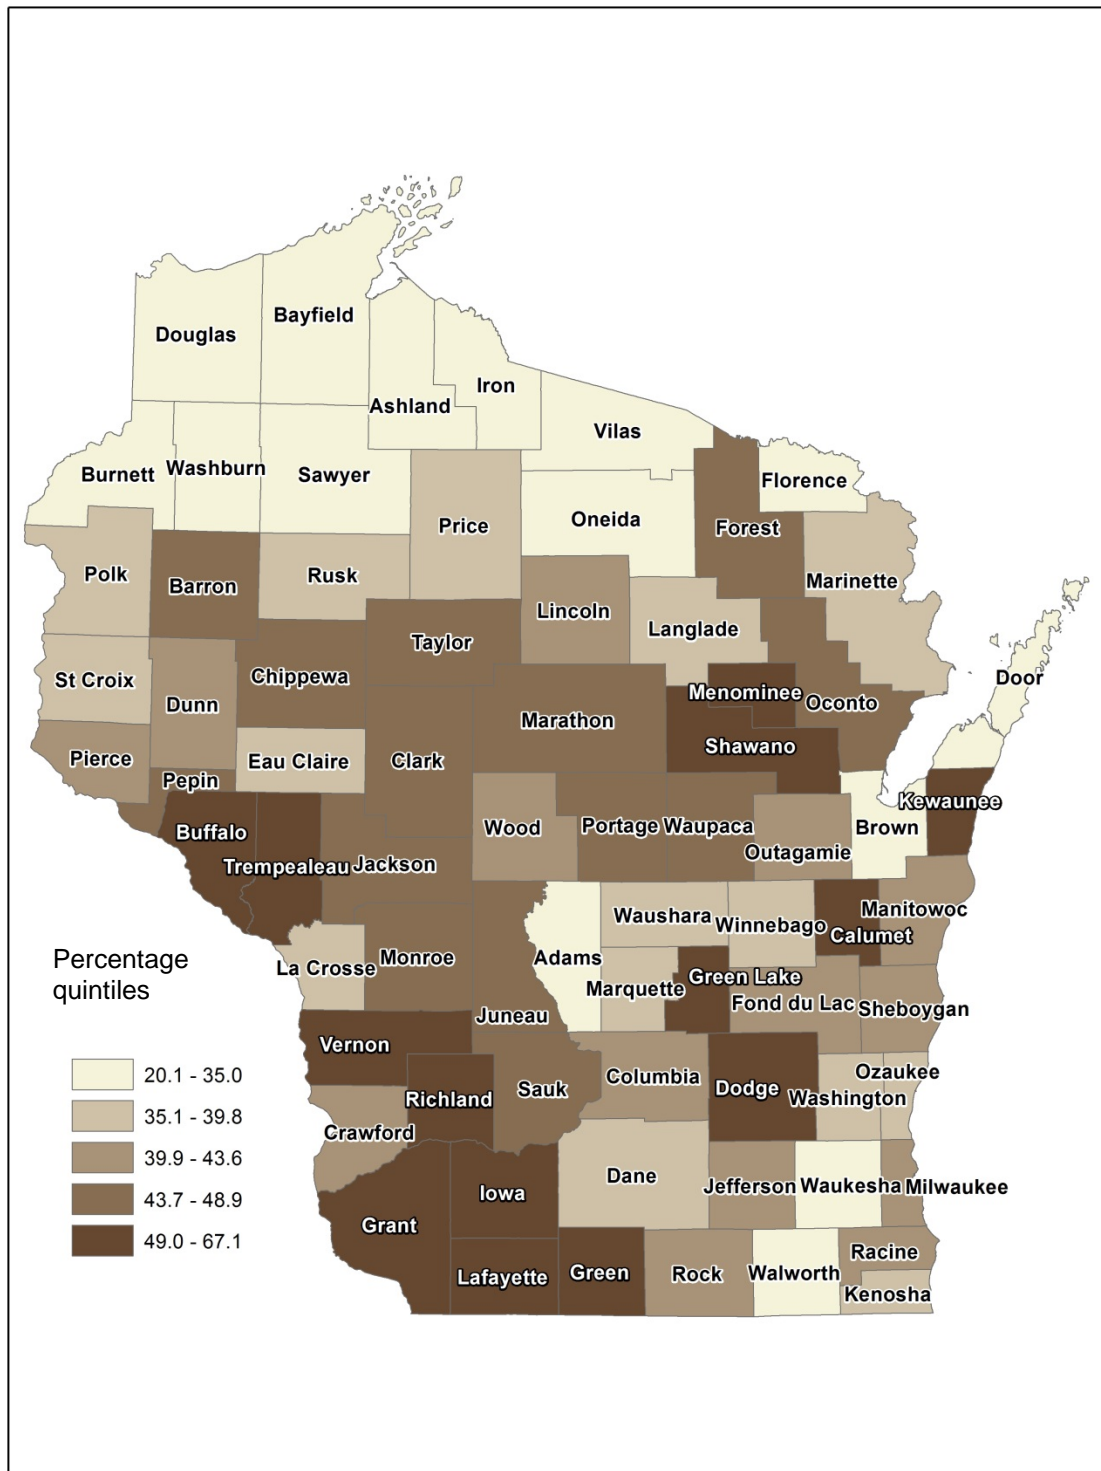 Douglas
Bayfield
Ashland
Iron
Vilas
Burnett
Washburn
Sawyer
Florence
Price
Oneida
Forest
Polk
Barron
Rusk
Marinette
Lincoln
Langlade
Taylor
St Croix
Dunn
Chippewa
Door
Menominee
Oconto
Marathon
Shawano
Pierce
Eau Claire
Clark
Pepin
Kewaunee
Buffalo
Wood
Portage
Waupaca
Brown
Outagamie
Trempealeau
Jackson
Waushara
Winnebago
Manitowoc
Calumet
La Crosse
Monroe
Adams
Marquette
Green Lake
Fond du Lac
Sheboygan
Juneau
Vernon
Richland
Sauk
Columbia
Dodge
Ozaukee
Washington
Crawford
Iowa
Dane
Jefferson
Waukesha
Milwaukee
Grant
Lafayette
Green
Rock
Walworth
Racine
Kenosha
Percentage
quintiles
20.1 - 35.0
35.1 - 39.8
39.9 - 43.6
43.7 - 48.9
49.0 - 67.1